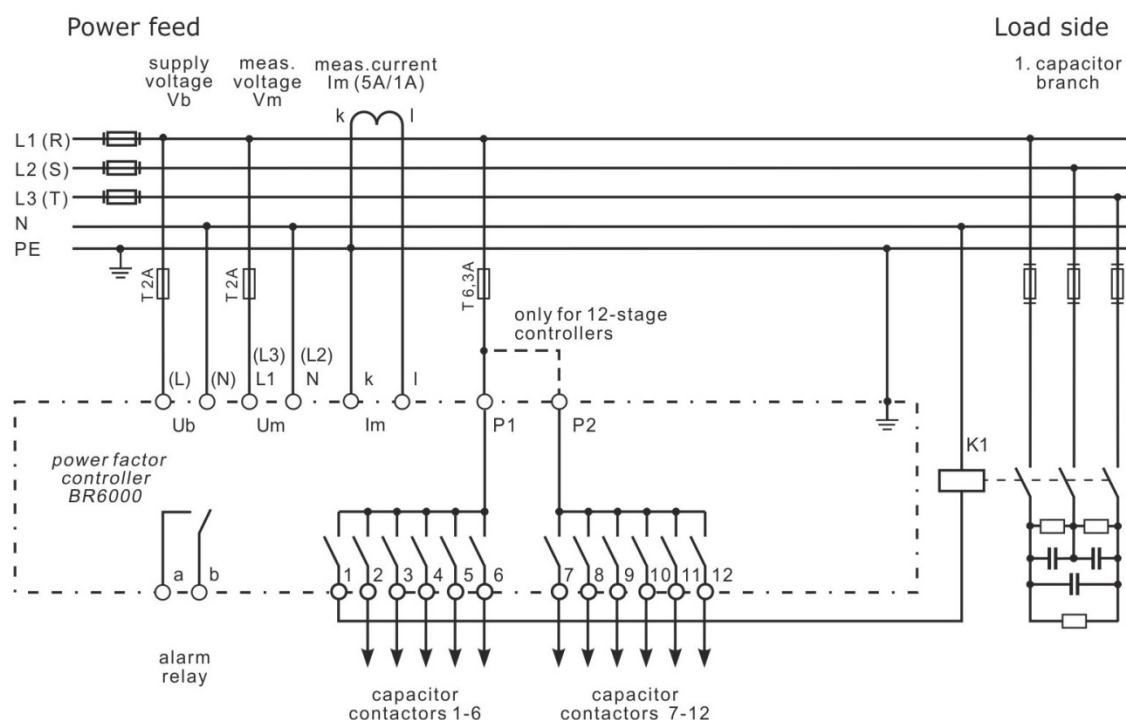 Power feed
Load side
supply
voltage
Vb
meas.
voltage
Vm
meas.current
Im (5A/1A)
1. capacitor
branch
k
l
L1 (R)
L2 (S)
L3 (T)
N
PE
T 2A
T 2A
T 6,3A
only for 12-stage
controllers
(L3)
(L2)
(L)
(N)
L1
N
k
l
Ub
Um
Im
P1
P2
K1
power factor
controller
BR6000
a
b
1
2
3
4
5
6
7
8
9
10
11
12
alarm
relay
capacitor
contactors 1-6
capacitor
contactors 7-12